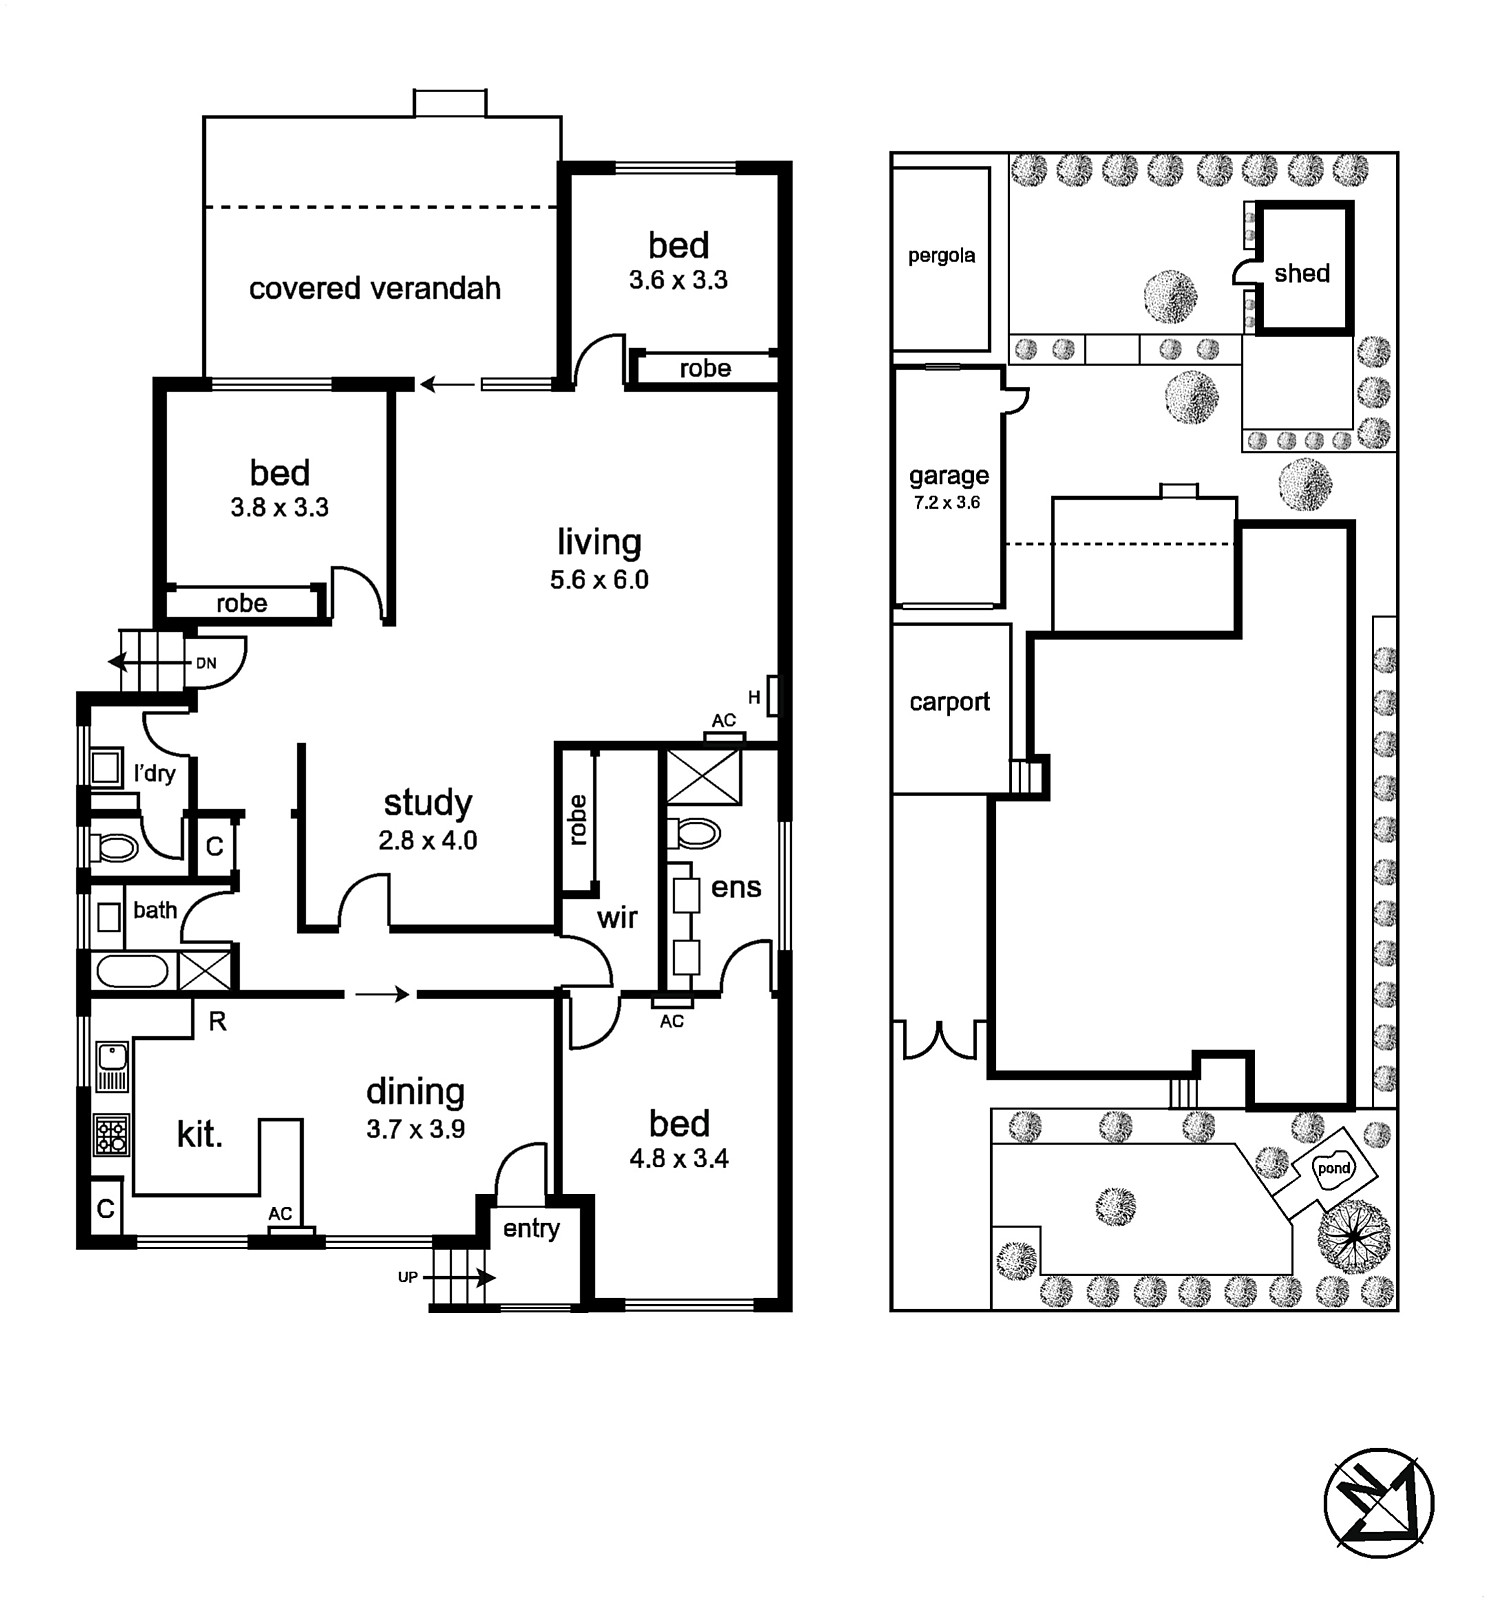 covered verandah
bed
3.6 x 3.3
robe
bed
3.8 x 3.3
robe
living
5.6 x 6.0
DN
H
AC
l'dry
study
2.8 x 4.0
robe
C
ens
bath
wir
R
AC
dining
3.7 x 3.9
kit.
bed
4.8 x 3.4
C
AC
entry
UP
pergola
shed
garage
7.2 x 3.6
carport
pond
N